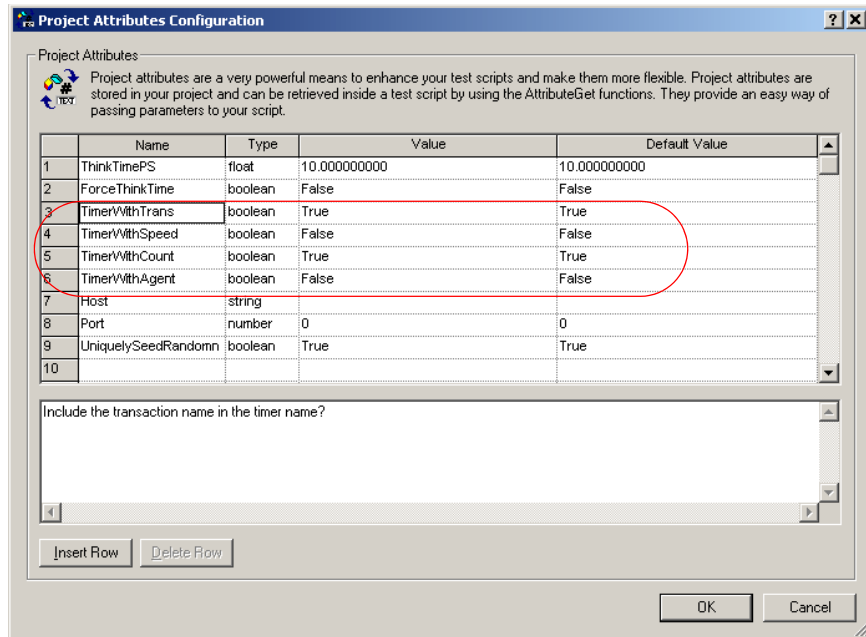 Project Attributes Configuration
Project Attributes
Project attributes are a very powerful means to enhance your test scripts and make them more flexible. Project attributes are
stored in your project and can be retrieved inside a test script by using the AttributeGet functions. They provide an easy way of
passing parameters to your script.
Name Type Value Default Value
1 ThinkTimePS float 10.000000000 10.000000000
2 ForceThinkTime boolean False False
3 TimerWithTrans boolean True True
4 TimerWithSpeed boolean False False
5 TimerWithCount boolean True True
6 TimerWithAgent boolean False False
7 Host string
8 Port number 0 0
9 UniquelySeedRandomn boolean True True
10
Include the transaction name in the timer name?
Insert Row Delete Row
OK Cancel